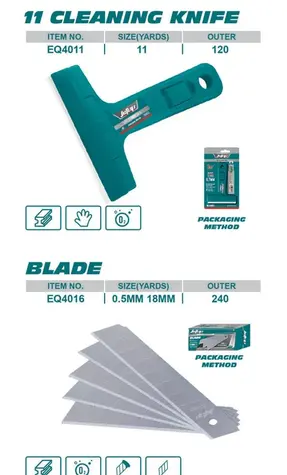 11 CLEANING KNIFE
ITEM NO. SIZE(YARDS) OUTER
EQ4011 11 120
PACKAGING
METHOD
BLADE
ITEM NO. SIZE(YARDS) OUTER
EQ4016 0.5MM 18MM 240
PACKAGING
METHOD